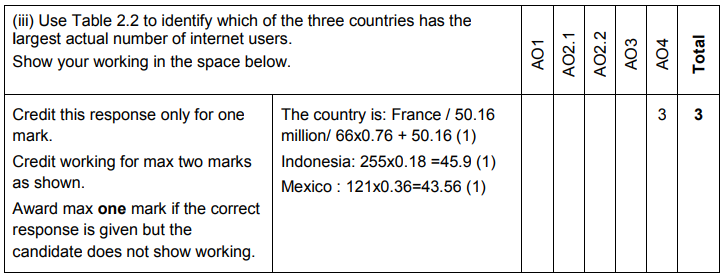 (iii) Use Table 2.2 to identify which of the three countries has the
largest actual number of internet users.
Show your working in the space below.
AO1
AO2.1
AO2.2
AO3
AO4
Total
Credit this response only for one
mark.
Credit working for max two marks
as shown.
Award max one mark if the correct
response is given but the
candidate does not show working.
The country is: France / 50.16
million/ 66x0.76 + 50.16 (1)
Indonesia: 255x0.18 =45.9 (1)
Mexico : 121x0.36=43.56 (1)
3
3